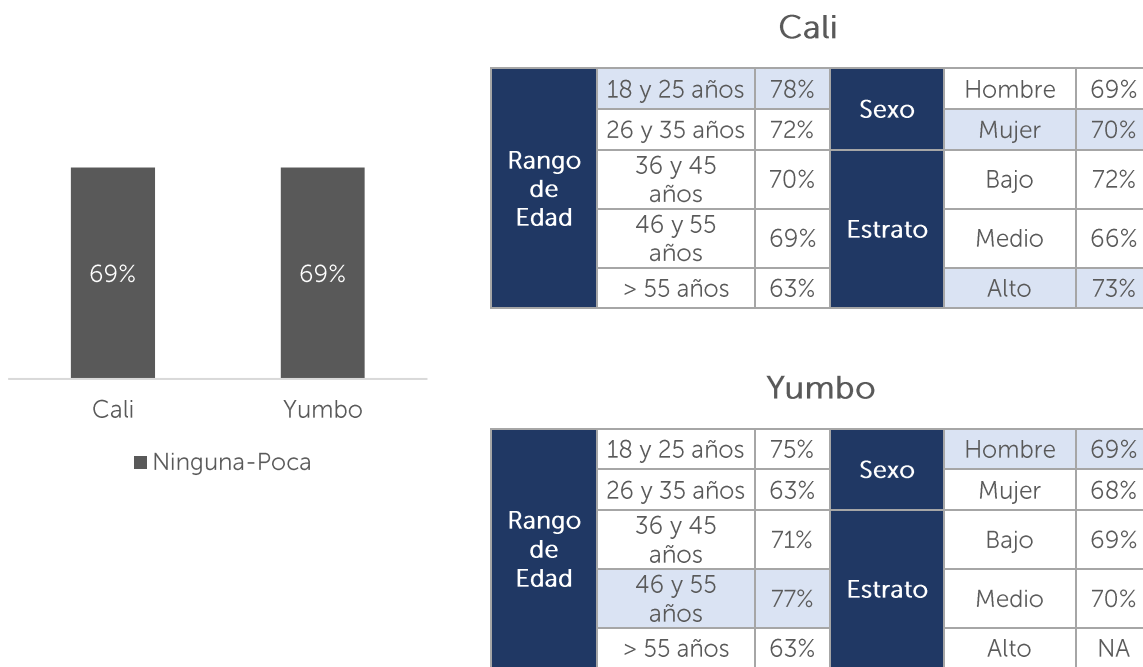 69%
69%
Cali
Yumbo
Ninguna-Poca
Cali
Rango
de
Edad
18 y 25 años
78%
26 y 35 años
72%
36 y 45
años
70%
46 y 55
años
69%
> 55 años
63%
Sexo
Hombre
69%
Mujer
70%
Estrato
Bajo
72%
Medio
66%
Alto
73%
Yumbo
Rango
de
Edad
18 y 25 años
75%
26 y 35 años
63%
36 y 45
años
71%
46 y 55
años
77%
> 55 años
63%
Sexo
Hombre
69%
Mujer
68%
Estrato
Bajo
69%
Medio
70%
Alto
NA